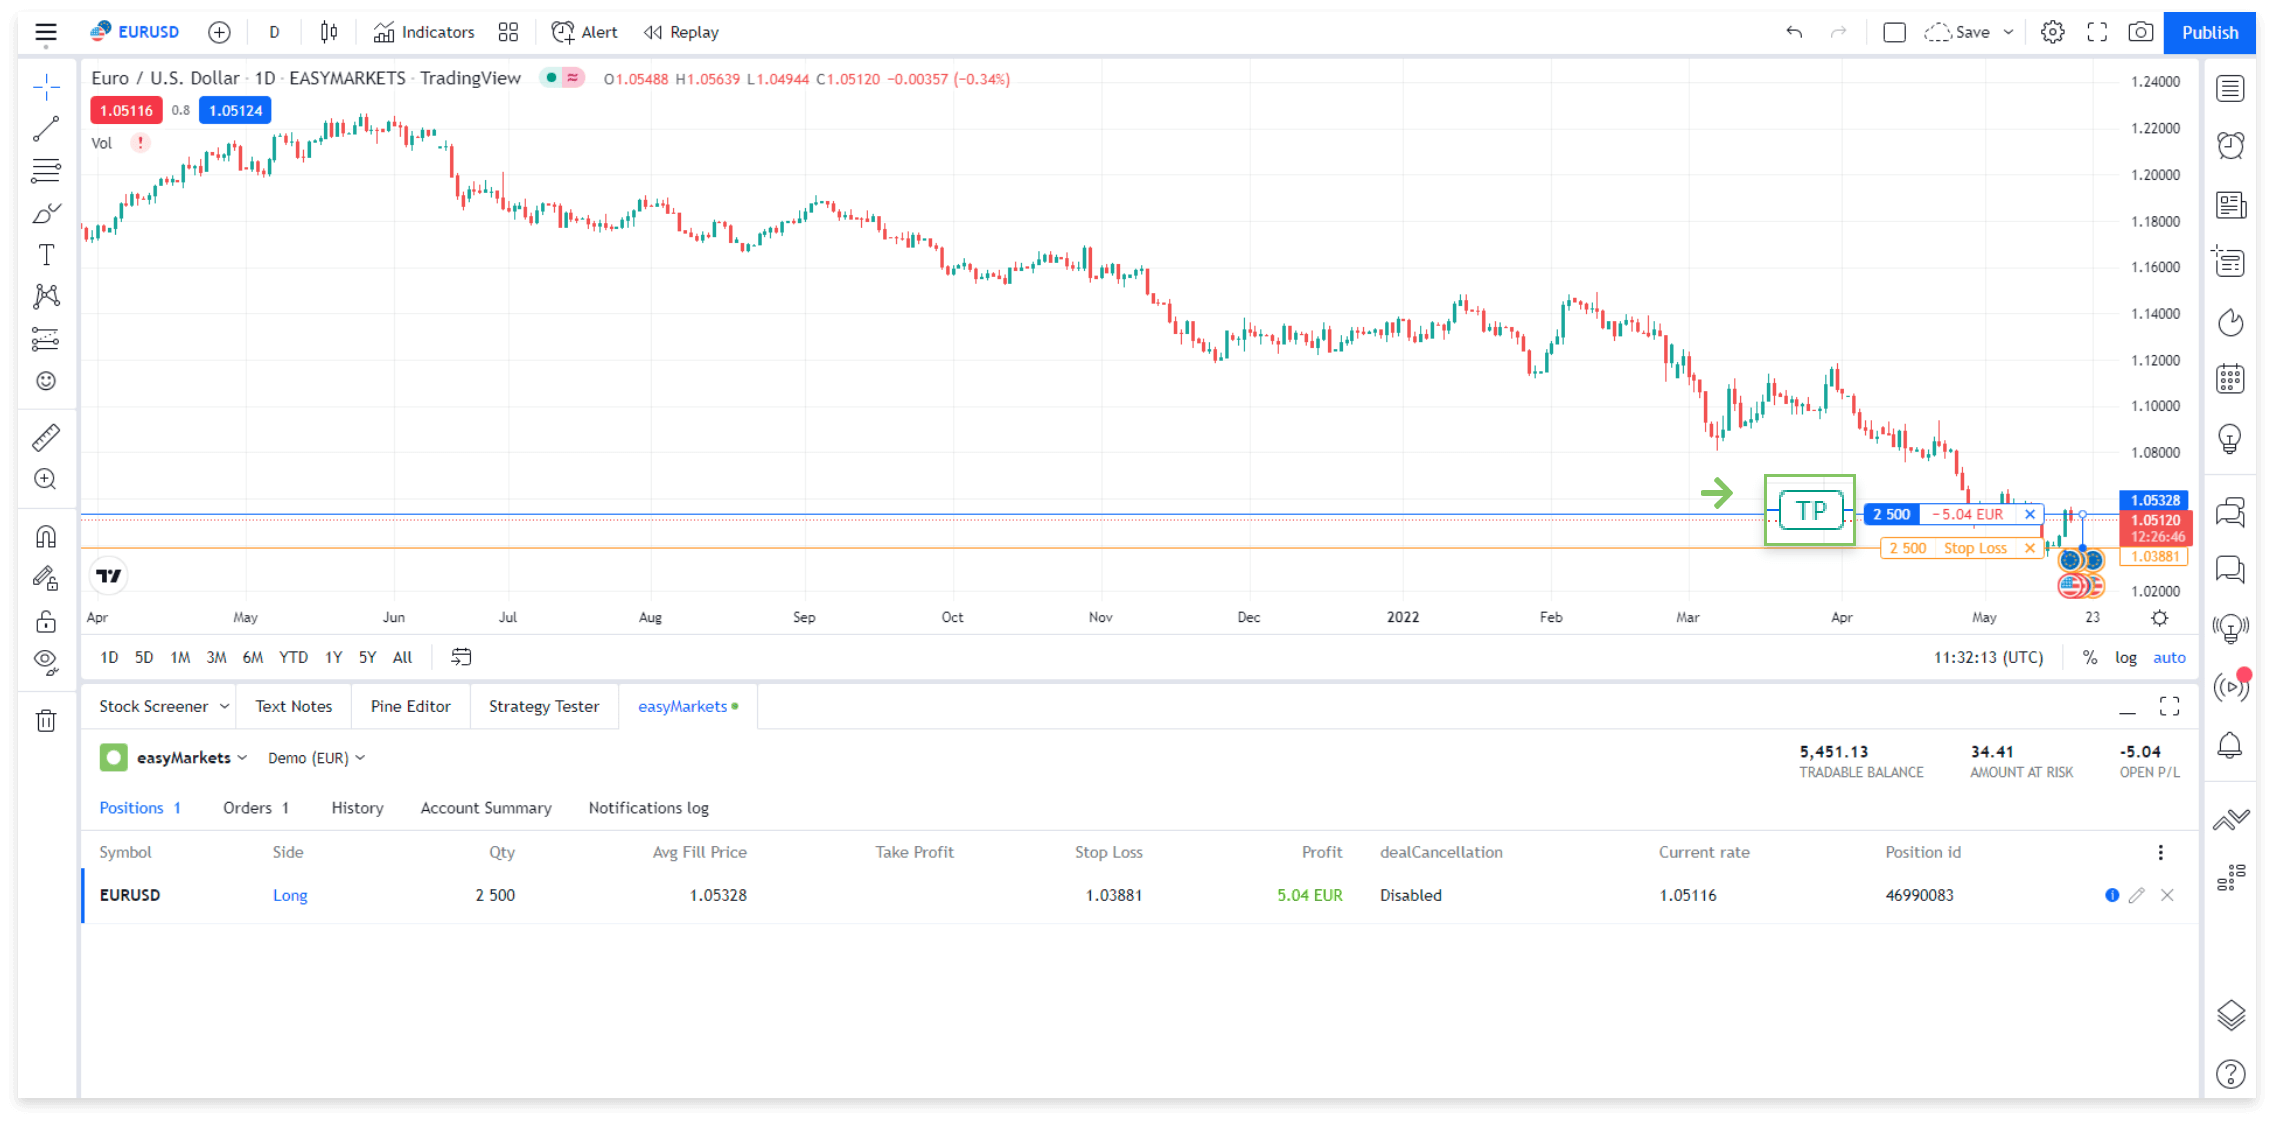 EURUSD D Indicators Alert Replay Save Publish
Euro / U.S. Dollar · 1D · EASYMARKETS · TradingView O1.05488 H1.05639 L1.04944 C1.05120 −0.00357 (−0.34%)
1.05116 0.8 1.05124
Vol !
1.24000
1.22000
1.20000
1.18000
1.16000
1.14000
1.12000
1.10000
1.08000
1.05328
TP 2 500 −5.04 EUR
1.05120
12:26:46
2 500 Stop Loss
1.03881
1.02000
Apr May Jun Jul Aug Sep Oct Nov Dec 2022 Feb Mar Apr May 23
1D 5D 1M 3M 6M YTD 1Y 5Y All 11:32:13 (UTC) % log auto
Stock Screener Text Notes Pine Editor Strategy Tester easyMarkets
easyMarkets Demo (EUR)
5,451.13 34.41 -5.04
TRADABLE BALANCE AMOUNT AT RISK OPEN P/L
Positions 1 Orders 1 History Account Summary Notifications log
Symbol Side Qty Avg Fill Price Take Profit Stop Loss Profit dealCancellation Current rate Position id
EURUSD Long 2 500 1.05328 1.03881 5.04 EUR Disabled 1.05116 46990083